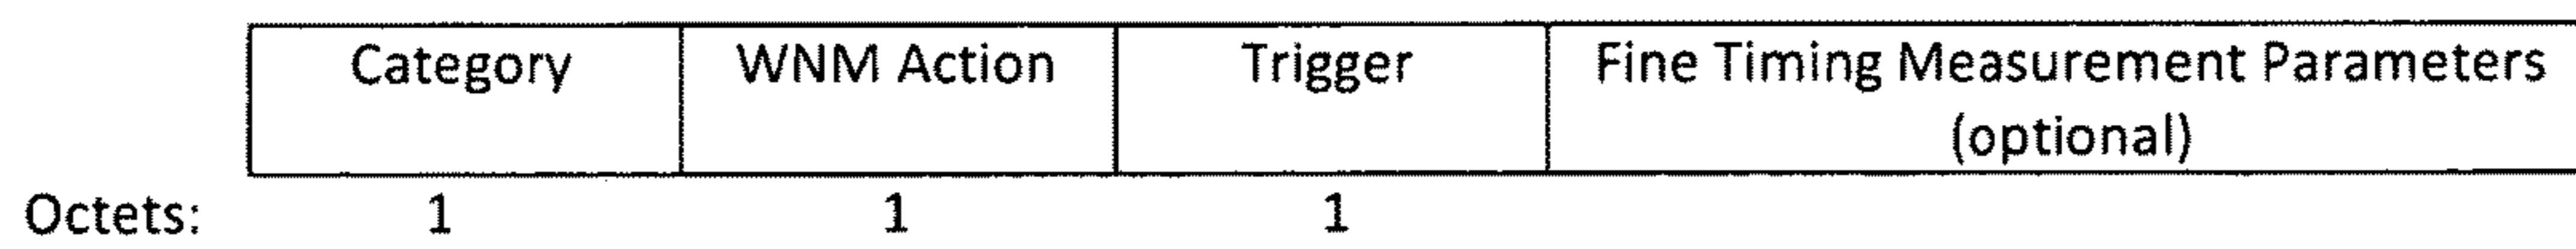 Category WNM Action Trigger Fine Timing Measurement Parameters
(optional)
Octets: 1 1 1